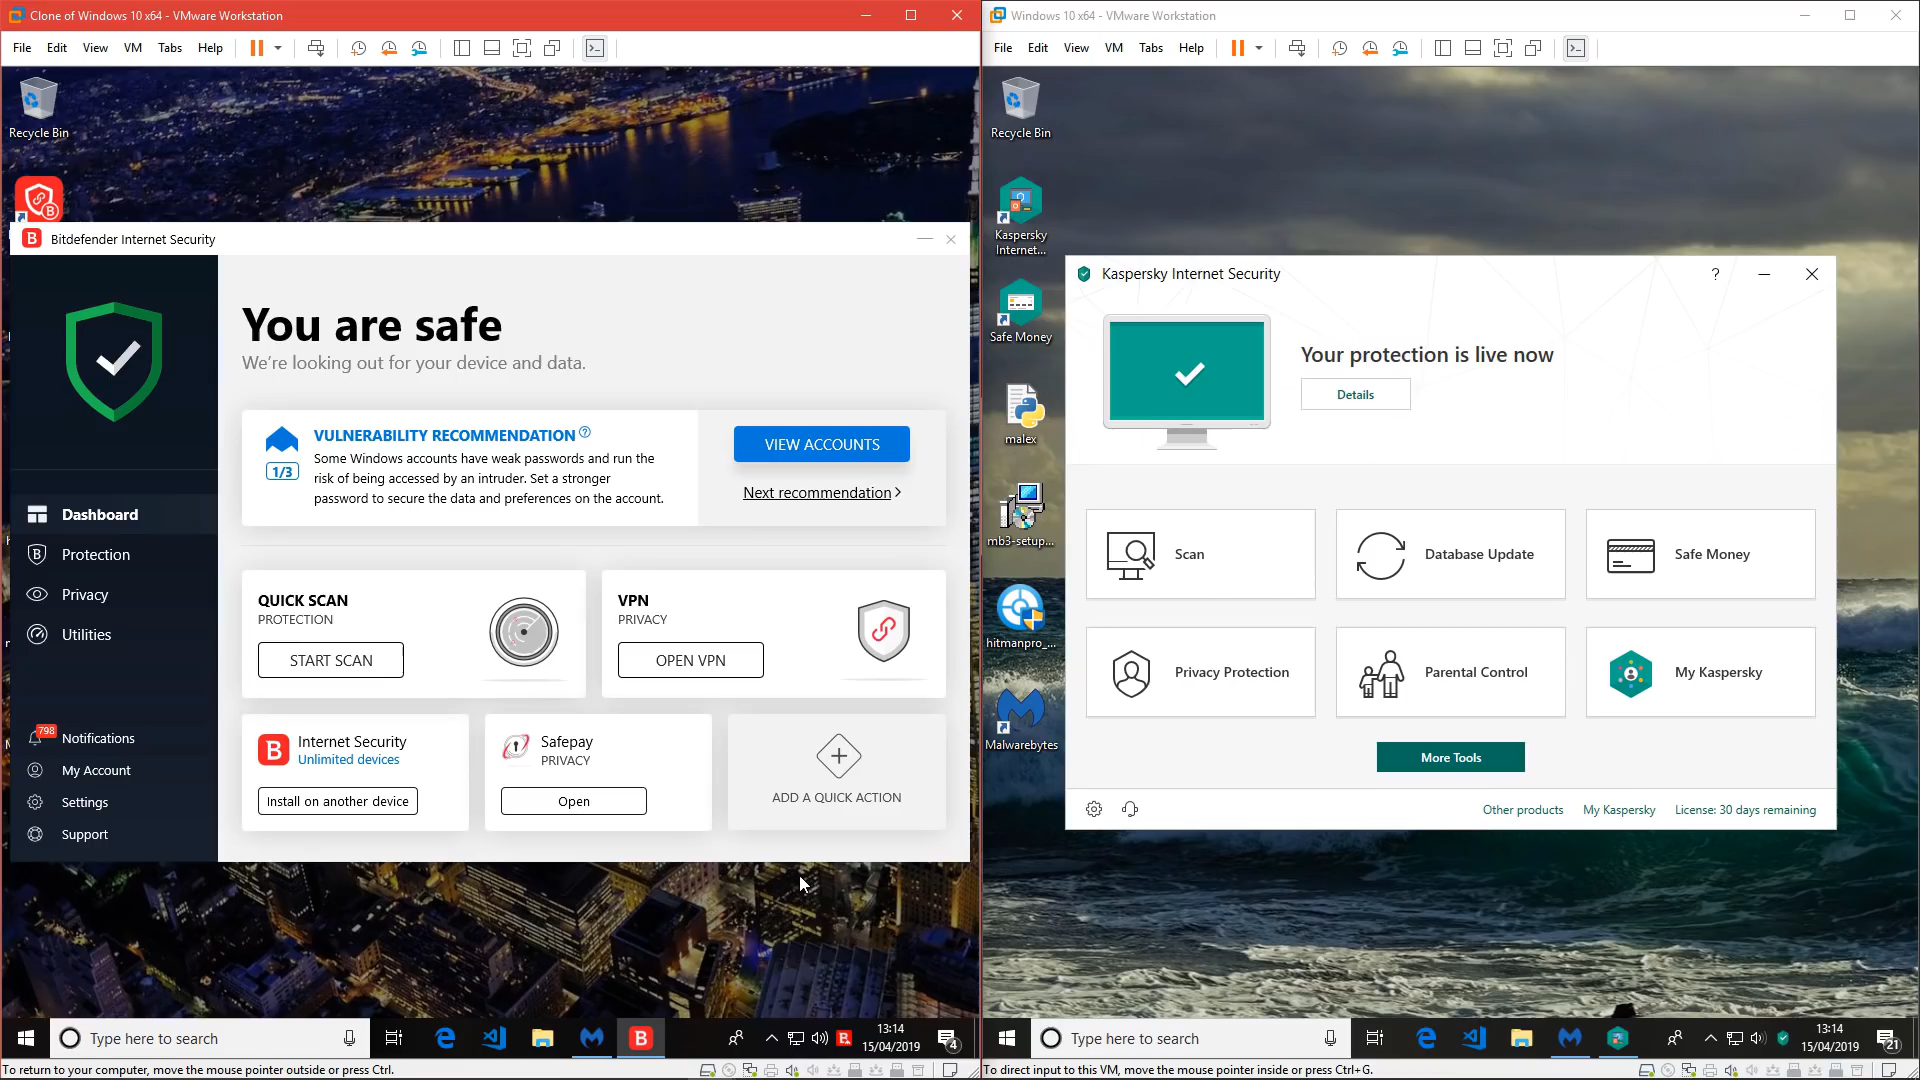 Clone of Windows 10 x64 - VMware Workstation
File Edit View VM Tabs Help
Recycle Bin
Bitdefender Internet Security
You are safe
We're looking out for your device and data.
VULNERABILITY RECOMMENDATION
1/3
Some Windows accounts have weak passwords and run the
risk of being accessed by an intruder. Set a stronger
password to secure the data and preferences on the account.
VIEW ACCOUNTS
Next recommendation
Dashboard
Protection
Privacy
Utilities
798
Notifications
My Account
Settings
Support
QUICK SCAN
PROTECTION
START SCAN
VPN
PRIVACY
OPEN VPN
Internet Security
Unlimited devices
Install on another device
Safepay
PRIVACY
Open
ADD A QUICK ACTION
Type here to search
13:14
15/04/2019
4
To return to your computer, move the mouse pointer outside or press Ctrl.
Windows 10 x64 - VMware Workstation
File Edit View VM Tabs Help
Recycle Bin
Kaspersky
Internet...
Safe Money
malex
mb3-setup...
hitmanpro_...
Malwarebytes
Kaspersky Internet Security
?
Your protection is live now
Details
Scan
Database Update
Safe Money
Privacy Protection
Parental Control
My Kaspersky
More Tools
Other products My Kaspersky License: 30 days remaining
Type here to search
13:14
15/04/2019
21
To direct input to this VM, move the mouse pointer inside or press Ctrl+G.